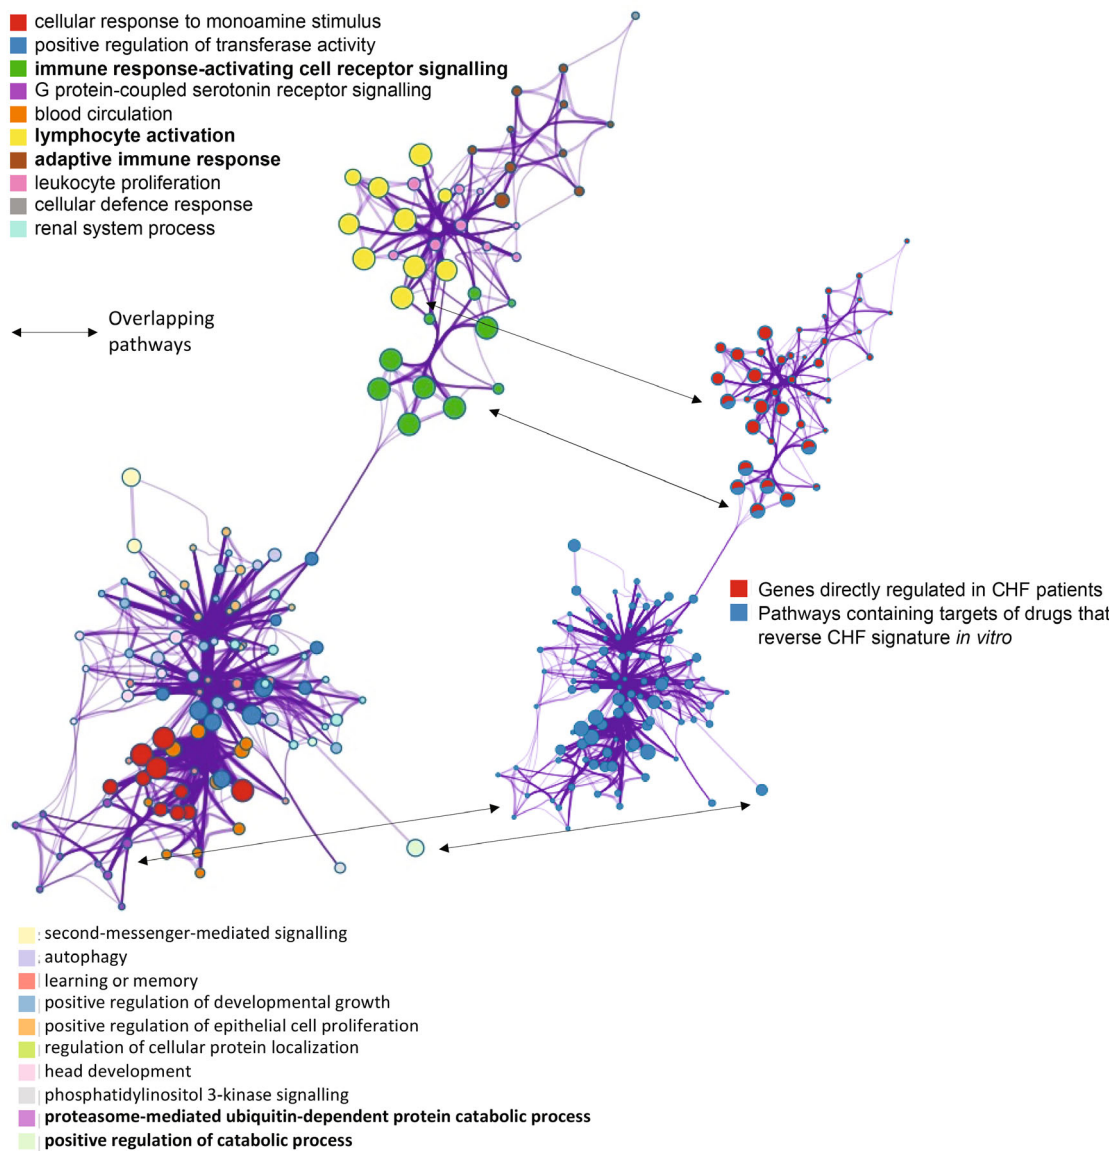 cellular response to monoamine stimulus
positive regulation of transferase activity
immune response-activating cell receptor signalling
G protein-coupled serotonin receptor signalling
blood circulation
lymphocyte activation
adaptive immune response
leukocyte proliferation
cellular defence response
renal system process
Overlapping
pathways
Genes directly regulated in CHF patients
Pathways containing targets of drugs that
reverse CHF signature in vitro
second-messenger-mediated signalling
autophagy
learning or memory
positive regulation of developmental growth
positive regulation of epithelial cell proliferation
regulation of cellular protein localization
head development
phosphatidylinositol 3-kinase signalling
proteasome-mediated ubiquitin-dependent protein catabolic process
positive regulation of catabolic process